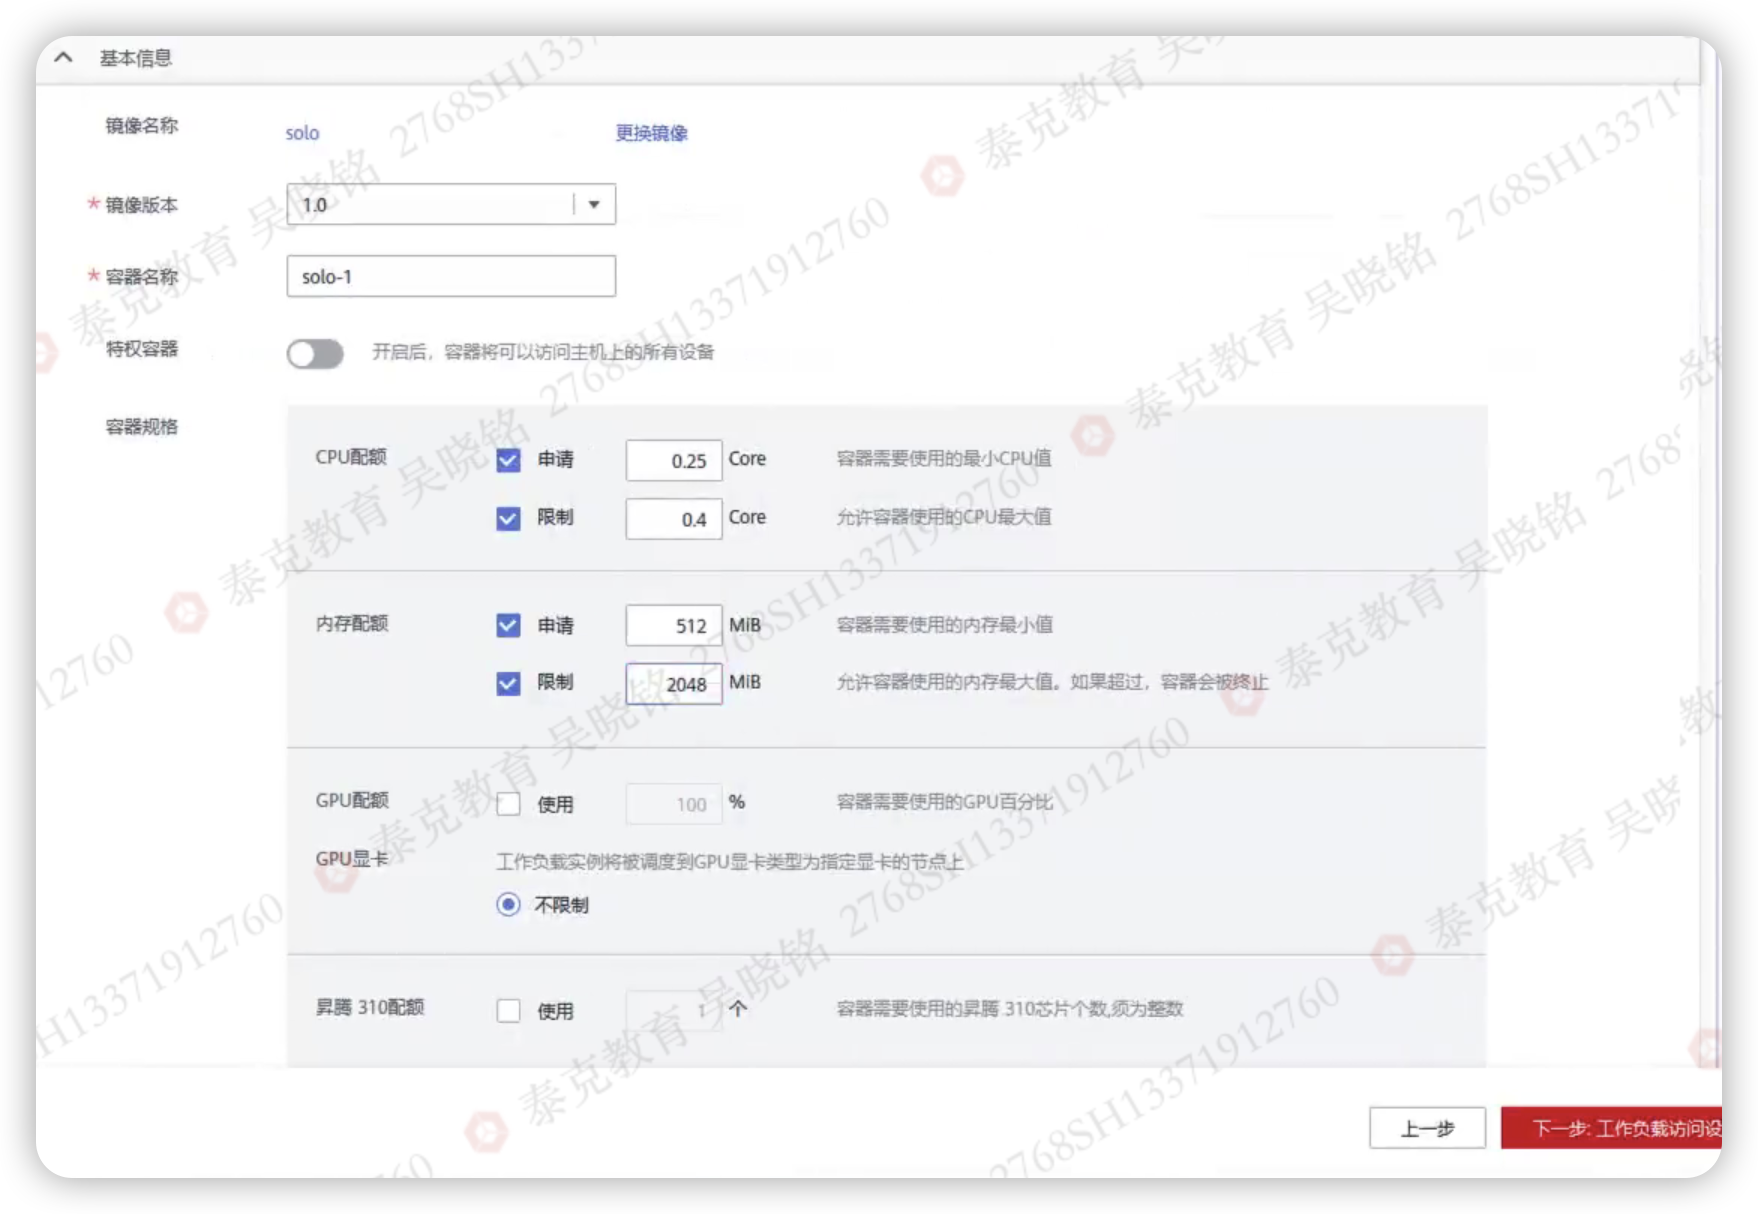 基本信息
镜像名称 solo 更换镜像
* 镜像版本 1.0
* 容器名称 solo-1
特权容器 开启后，容器将可以访问主机上的所有设备
容器规格
CPU配额 申请 0.25 Core 容器需要使用的最小CPU值
限制 0.4 Core 允许容器使用的CPU最大值
内存配额 申请 512 MiB 容器需要使用的内存最小值
限制 2048 MiB 允许容器使用的内存最大值。如果超过，容器会被终止
GPU配额 使用 100 % 容器需要使用的GPU百分比
GPU显卡 工作负载实例将被调度到GPU显卡类型为指定显卡的节点上
不限制
昇腾 310配额 使用 1 个 容器需要使用的昇腾 310芯片个数,须为整数
上一步 下一步: 工作负载访问设
泰克教育 吴晓铭 2768SH13371912760